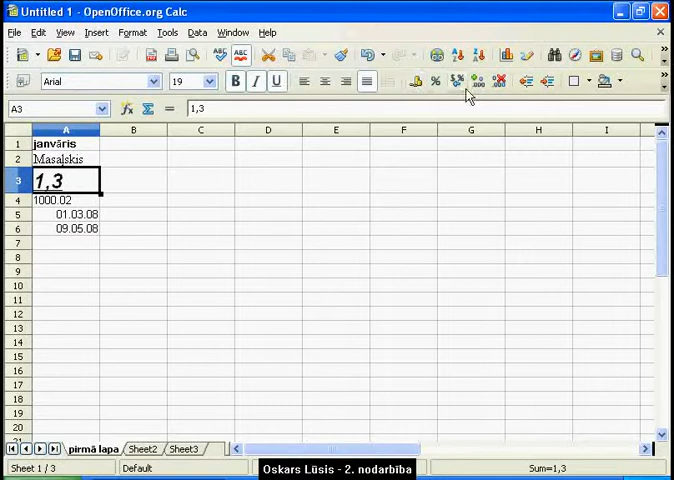 Untitled 1 - OpenOffice.org Calc
File Edit View Insert Format Tools Data Window Help
Arial 19 B I U
A3 1,3
A B C D E F G H I
1 janvāris
2 Masaļskis
3 1,3
4 1000.02
5 01.03.08
6 09.05.08
7
8
9
10
11
12
13
14
15
16
17
18
19
20
pirmā lapa Sheet2 Sheet3
Sheet 1 / 3 Default Sum=1,3
Oskars Lūsis - 2. nodarbība